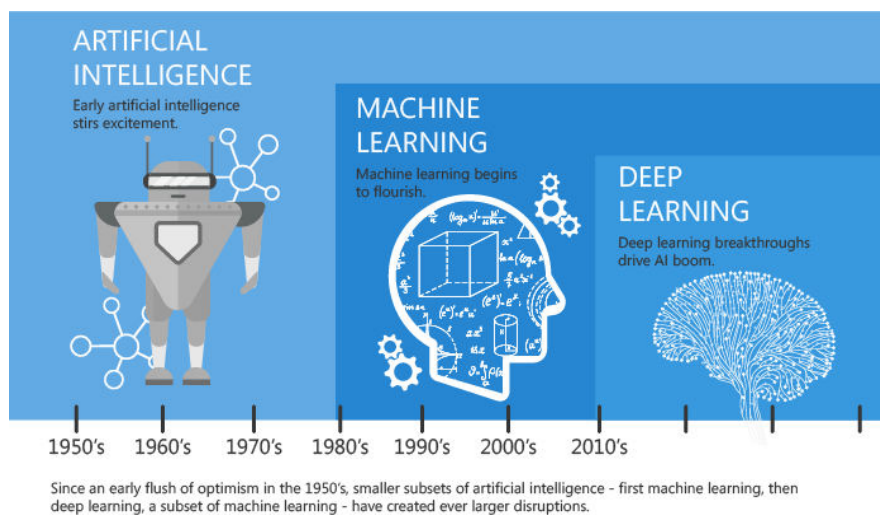 ARTIFICIAL
INTELLIGENCE
Early artificial intelligence
stirs excitement.
MACHINE
LEARNING
Machine learning begins
to flourish.
DEEP
LEARNING
Deep learning breakthroughs
drive AI boom.
1950's 1960's 1970's 1980's 1990's 2000's 2010's
Since an early flush of optimism in the 1950's, smaller subsets of artificial intelligence - first machine learning, then
deep learning, a subset of machine learning - have created ever larger disruptions.